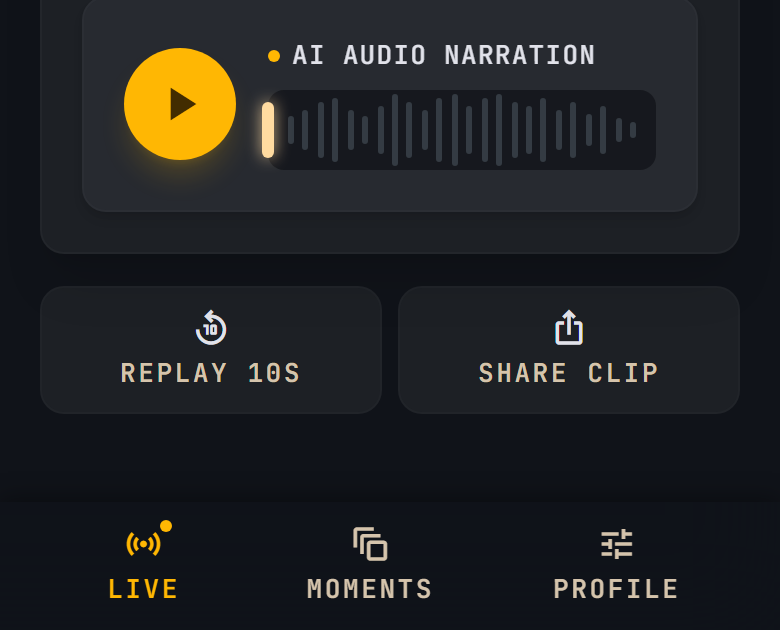 AI AUDIO NARRATION
10
REPLAY 10S
SHARE CLIP
LIVE
MOMENTS
PROFILE